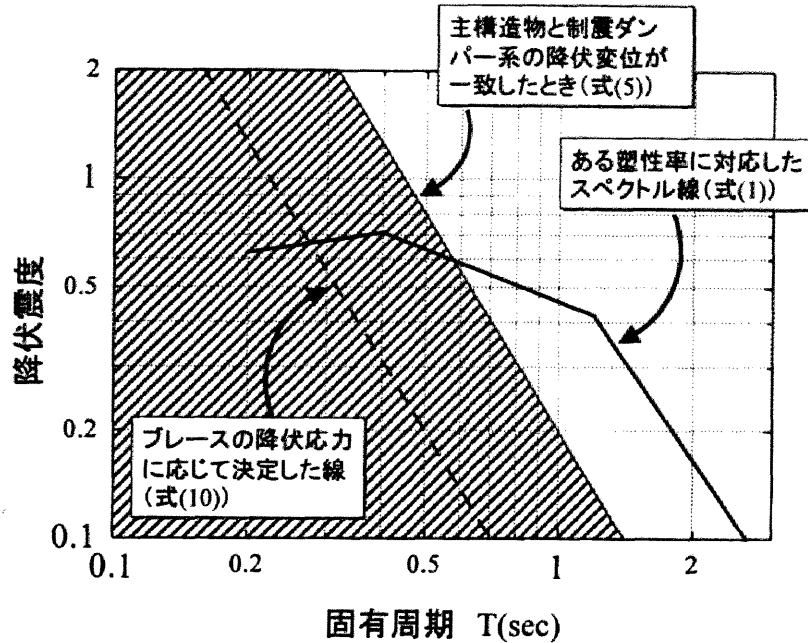 主構造物と制震ダン
パー系の降伏変位が
一致したとき(式(5))
ある塑性率に対応した
スペクトル線(式(1))
ブレースの降伏応力
に応じて決定した線
(式(10))
降伏震度
2
1
0.5
0.2
0.1
0.1
0.2
0.5
1
2
固有周期 T(sec)